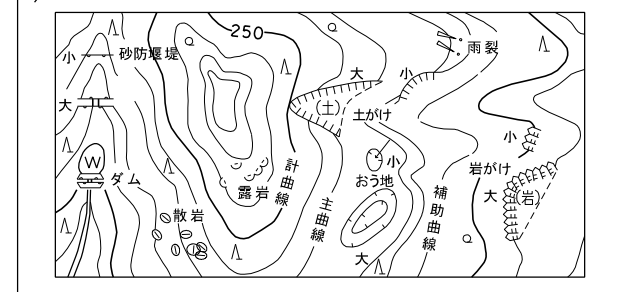 250
小 砂防堰堤
大
W
ダム
散岩
露岩
計曲線
主曲線
大
(土)
土がけ
小
雨裂
小
おう地
大
補助曲線
小
岩がけ
大
(岩)